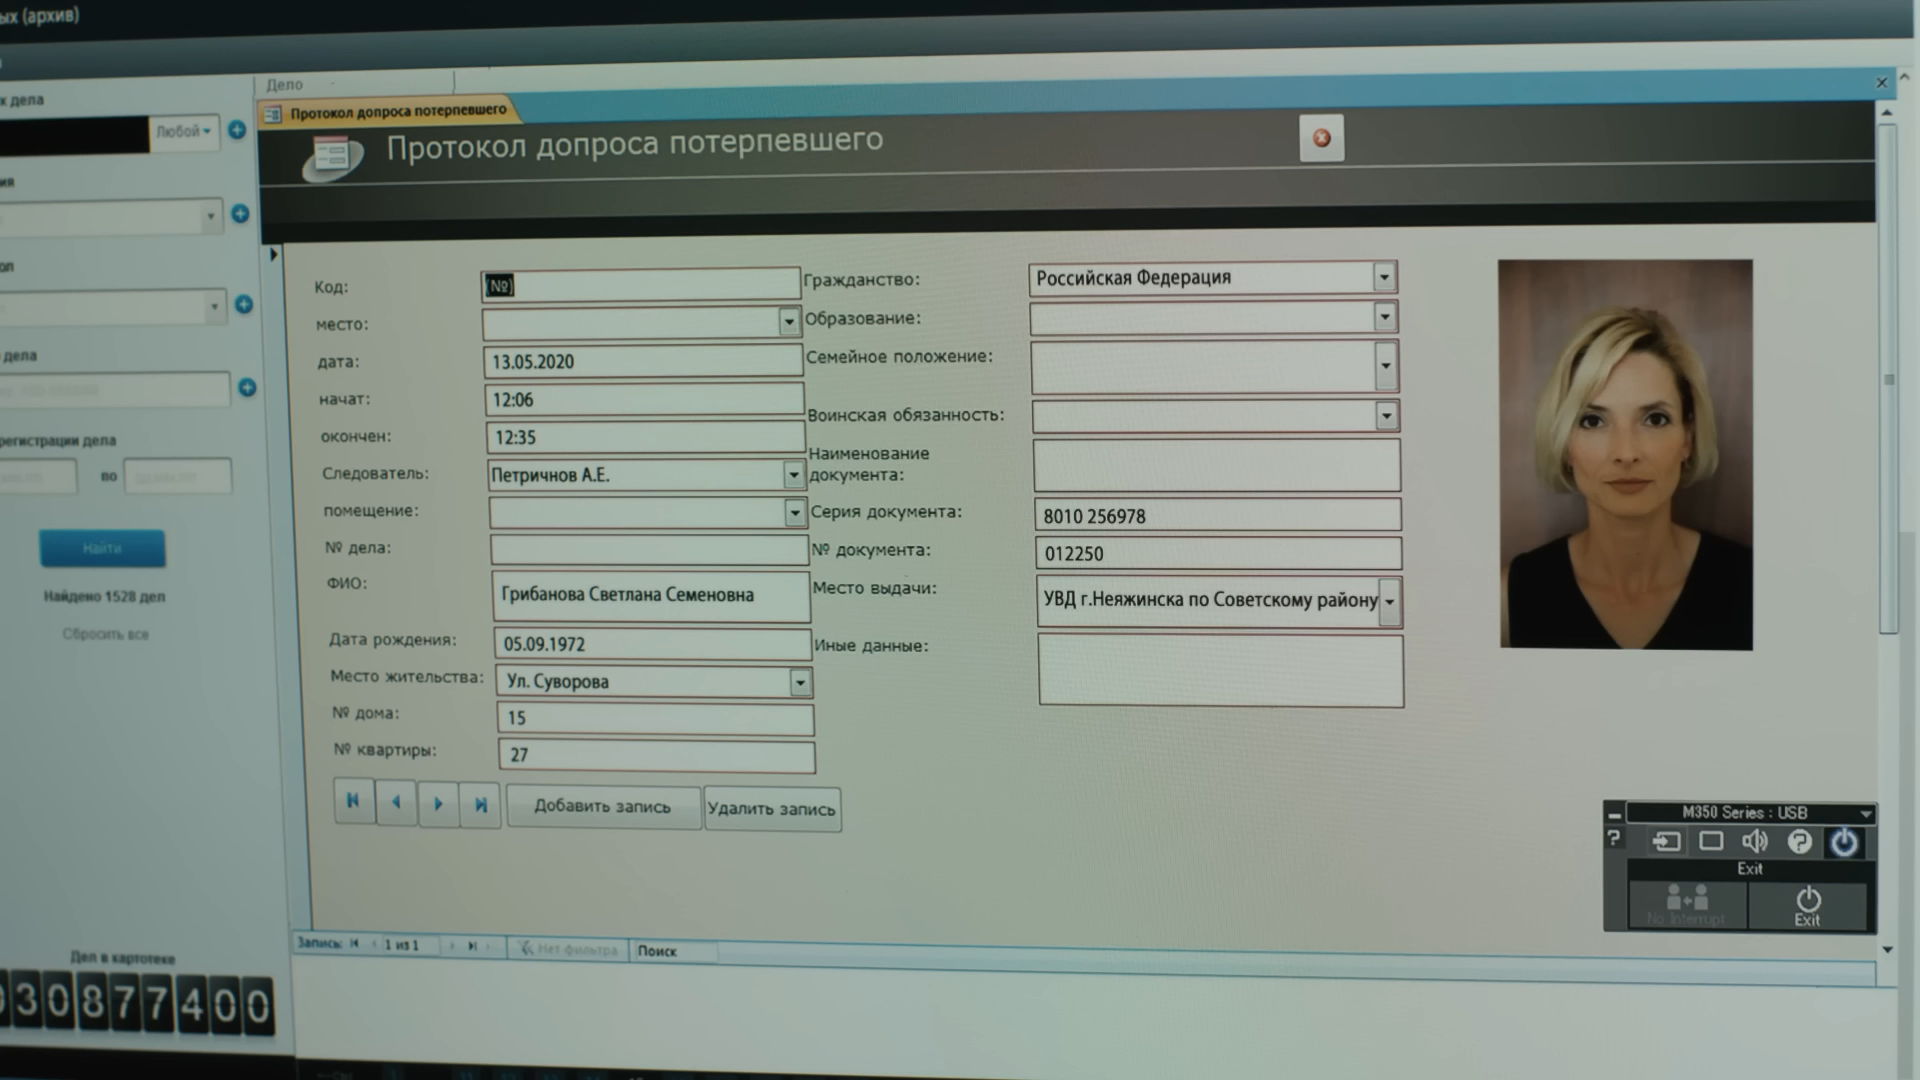 ых (архив)
к дела
Любой
ия
ол
дела
регистрации дела
по
Найти
Найдено 1528 дел
Сбросить все
Дел в картотеке
30877400
Дело
Протокол допроса потерпевшего
Протокол допроса потерпевшего
Код: (№)
место:
дата: 13.05.2020
начат: 12:06
окончен: 12:35
Следователь: Петричнов А.Е.
помещение:
№ дела:
ФИО: Грибанова Светлана Семеновна
Дата рождения: 05.09.1972
Место жительства: Ул. Суворова
№ дома: 15
№ квартиры: 27
Добавить запись
Удалить запись
Гражданство: Российская Федерация
Образование:
Семейное положение:
Воинская обязанность:
Наименование
документа:
Серия документа: 8010 256978
№ документа: 012250
Место выдачи: УВД г.Неяжинска по Советскому району
Иные данные:
M350 Series : USB
Exit
No Interrupt
Exit
Запись: 1 из 1
Нет фильтра
Поиск